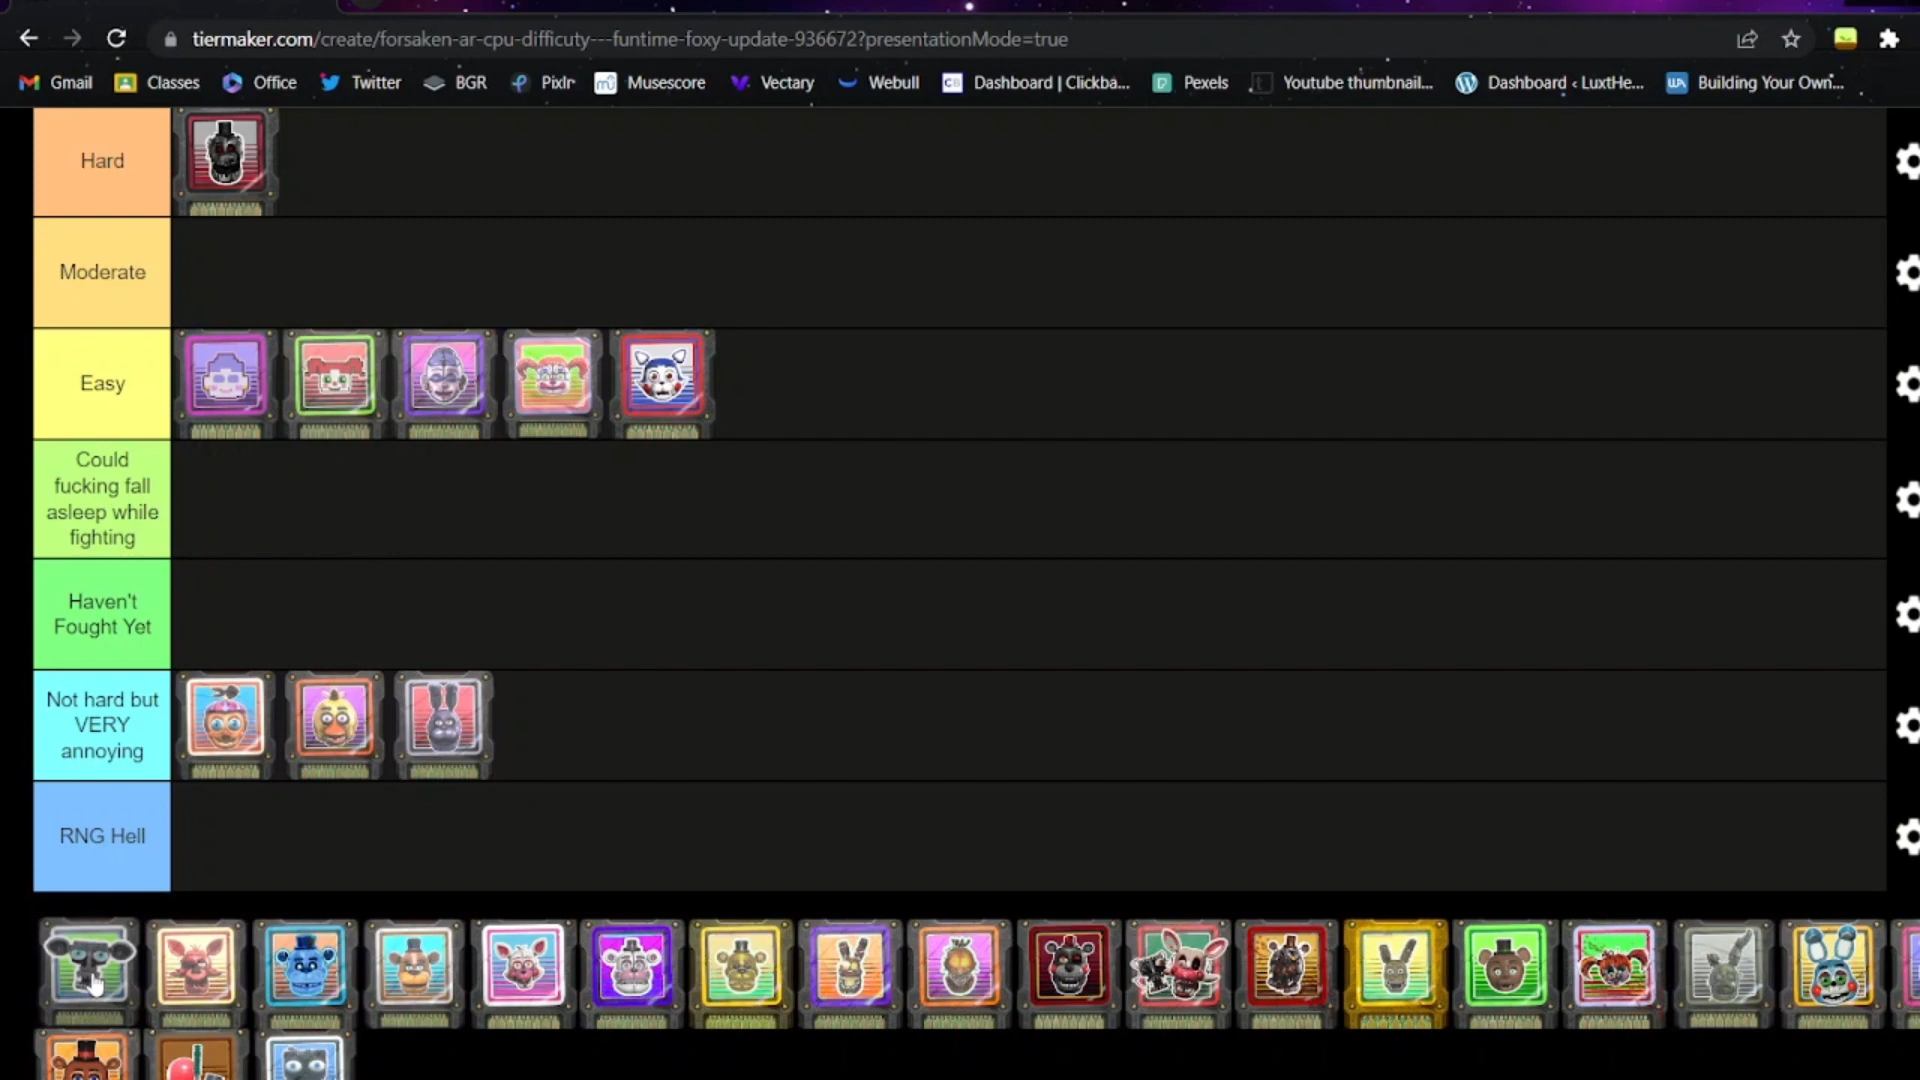 tiermaker.com/create/forsaken-ar-cpu-difficuty---funtime-foxy-update-936672?presentationMode=true
Gmail Classes Office Twitter BGR Pixlr Musescore Vectary Webull Dashboard | Clickba... Pexels Youtube thumbnail... Dashboard ‹ LuxtHe... Building Your Own...
Hard
Moderate
Easy
Could
fucking fall
asleep while
fighting
Haven't
Fought Yet
Not hard but
VERY
annoying
RNG Hell